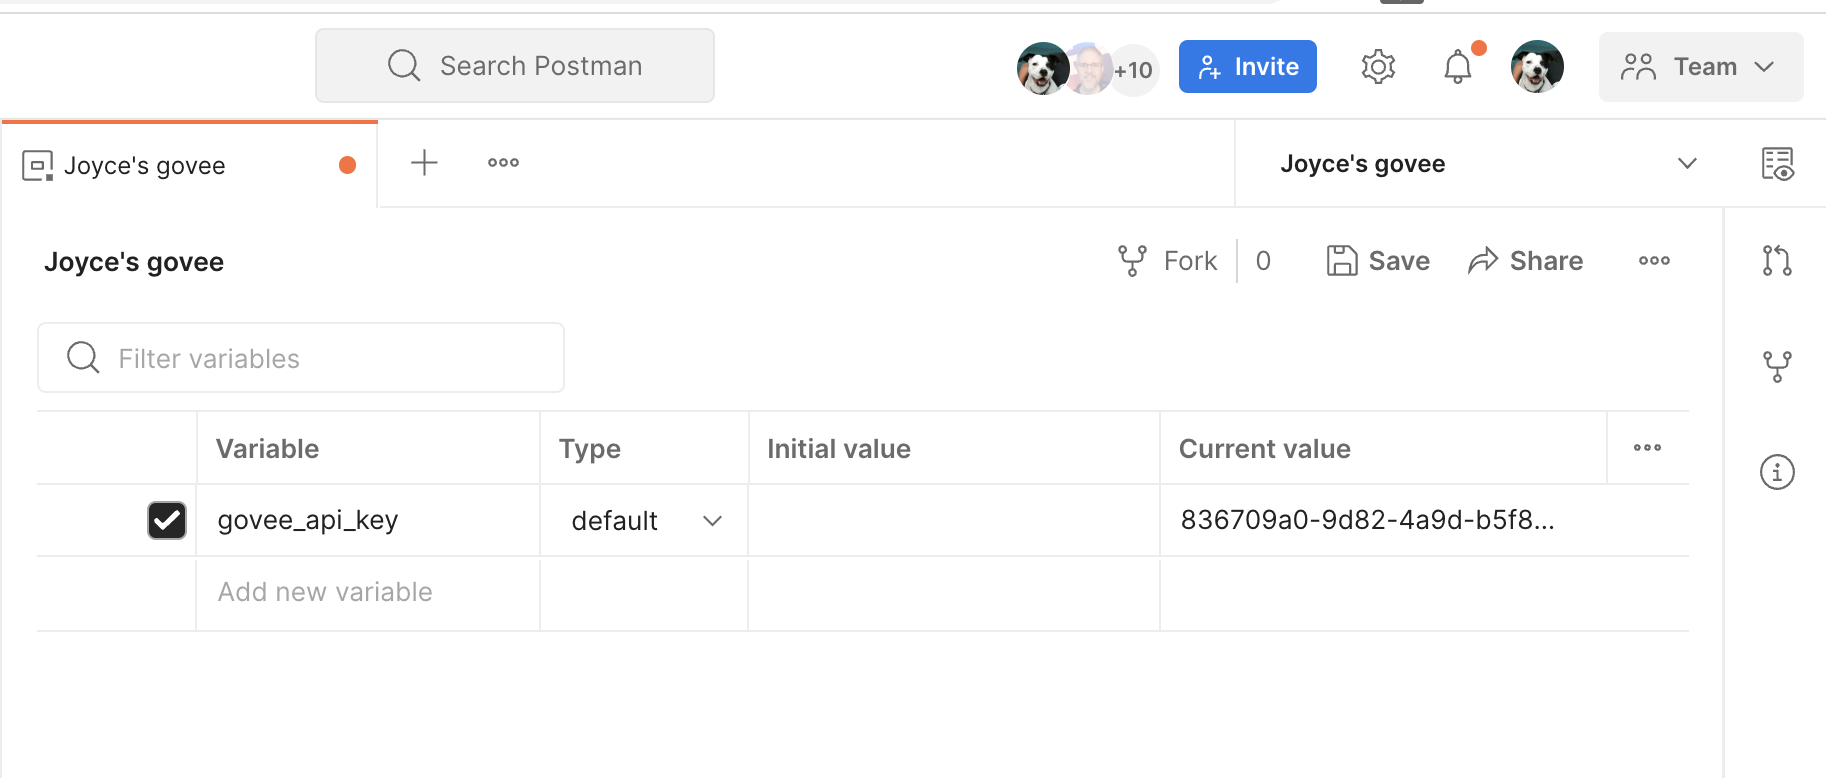 Search Postman
+10
Invite
Team
Joyce's govee
Joyce's govee
Joyce's govee
Fork 0
Save
Share
Filter variables
Variable Type Initial value Current value
govee_api_key default 836709a0-9d82-4a9d-b5f8...
Add new variable